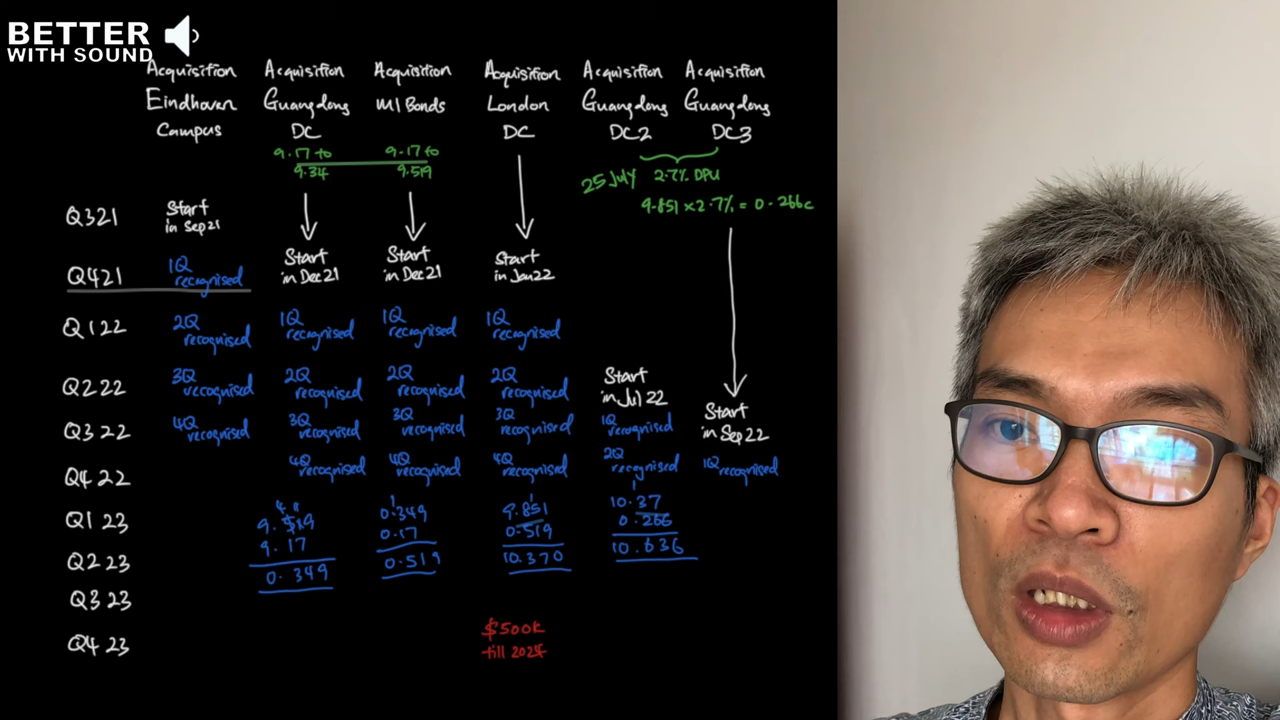 BETTER
WITH SOUND
Acquisition Eindhoven Campus
Acquisition Guangdong DC
Acquisition M1 Bonds
Acquisition London DC
Acquisition Guangdong DC2
Acquisition Guangdong DC3
9.17 to
9.34
9.17 to
9.519
25 July
2.7% DPU
9.851 x 2.7% = 0.266c
Q321
Start
in Sep21
Q421
1Q
recognised
Start
in Dec21
Start
in Dec21
Start
in Jan22
Q122
2Q
recognised
1Q
recognised
1Q
recognised
1Q
recognised
Q222
3Q
recognised
2Q
recognised
2Q
recognised
2Q
recognised
Start
in Jul 22
Q322
4Q
recognised
3Q
recognised
3Q
recognised
3Q
recognised
1Q
recognised
Start
in Sep22
Q422
4Q
recognised
4Q
recognised
4Q
recognised
2Q
recognised
1Q
recognised
Q123
9.519
9.17
0.349
0.349
0.17
0.519
9.851
0.519
10.370
10.37
0.266
10.636
Q223
Q323
Q423
$500k
till 2024